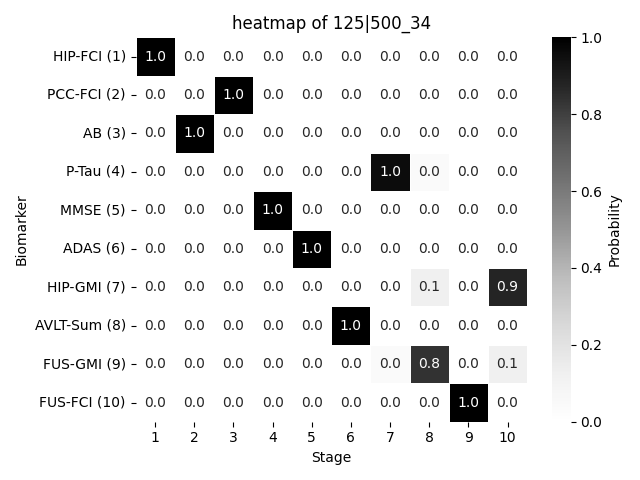 heatmap of 125|500_34
HIP-FCI (1) 1.0 0.0 0.0 0.0 0.0 0.0 0.0 0.0 0.0 0.0
PCC-FCI (2) 0.0 0.0 1.0 0.0 0.0 0.0 0.0 0.0 0.0 0.0
AB (3) 0.0 1.0 0.0 0.0 0.0 0.0 0.0 0.0 0.0 0.0
P-Tau (4) 0.0 0.0 0.0 0.0 0.0 0.0 1.0 0.0 0.0 0.0
MMSE (5) 0.0 0.0 0.0 1.0 0.0 0.0 0.0 0.0 0.0 0.0
ADAS (6) 0.0 0.0 0.0 0.0 1.0 0.0 0.0 0.0 0.0 0.0
HIP-GMI (7) 0.0 0.0 0.0 0.0 0.0 0.0 0.0 0.1 0.0 0.9
AVLT-Sum (8) 0.0 0.0 0.0 0.0 0.0 1.0 0.0 0.0 0.0 0.0
FUS-GMI (9) 0.0 0.0 0.0 0.0 0.0 0.0 0.0 0.8 0.0 0.1
FUS-FCI (10) 0.0 0.0 0.0 0.0 0.0 0.0 0.0 0.0 1.0 0.0
1 2 3 4 5 6 7 8 9 10
Stage
Biomarker
1.0
0.8
0.6
0.4
0.2
0.0
Probability